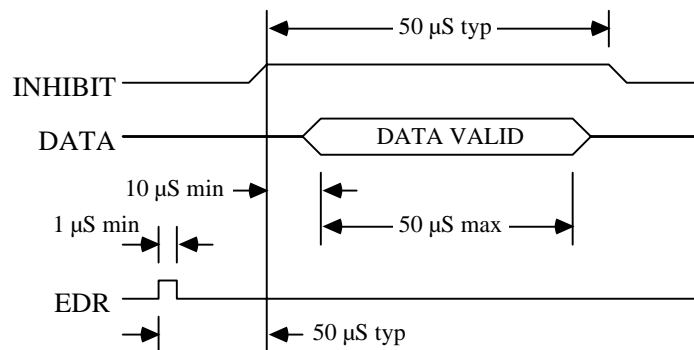 50 µS typ
INHIBIT
DATA
DATA VALID
10 µS min
1 µS min
50 µS max
EDR
50 µS typ